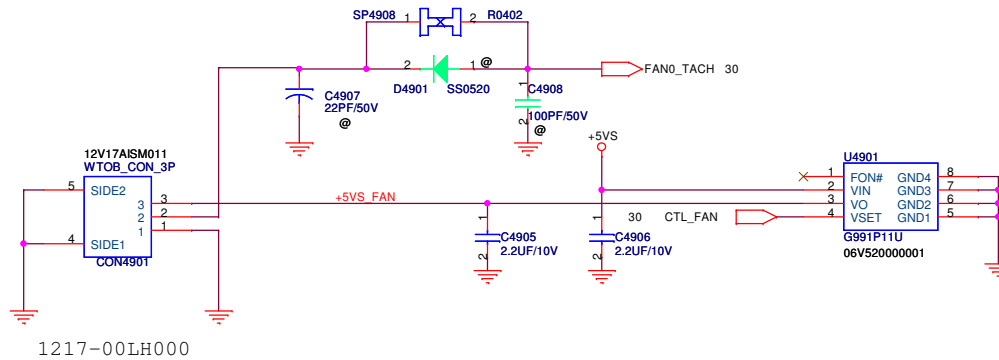 SP4908 1 2 R0402
2 1 @
D4901 SS0520
FAN0_TACH 30
C4907
22PF/50V
@
1 C4908
100PF/50V
2 @
+5VS
12V17AISM011
WTOB_CON_3P
5 SIDE2
4 SIDE1
3 3
2 2
1 1
CON4901
+5VS_FAN
1 C4905
2.2UF/10V
2
1 C4906
2.2UF/10V
2
30 CTL_FAN
U4901
1 FON# GND4 8
2 VIN GND3 7
3 VO GND2 6
4 VSET GND1 5
G991P11U
06V520000001
1217-00LH000